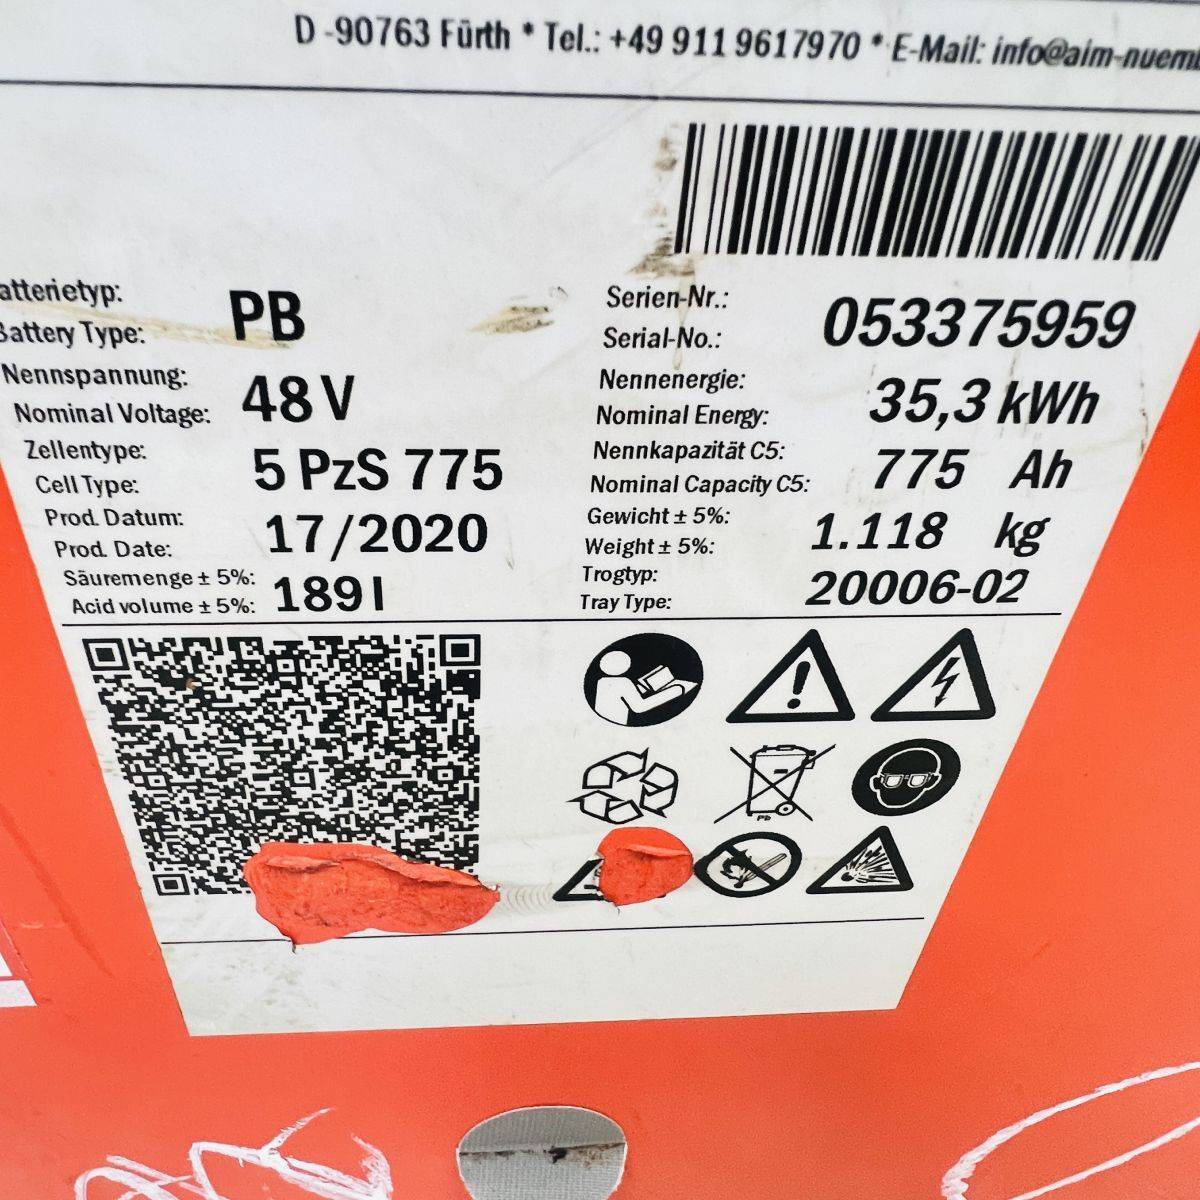 D -90763 Fürth * Tel.: +49 911 9617970 * E-Mail: info@aim-nuemb
atterietyp:
Battery Type: PB
Nennspannung:
Nominal Voltage: 48 V
Zellentype:
Cell Type: 5 PzS 775
Prod. Datum:
Prod. Date: 17/2020
Säuremenge ± 5%:
Acid volume ± 5%: 189 l
Serien-Nr.:
Serial-No.: 053375959
Nennenergie:
Nominal Energy: 35,3 kWh
Nennkapazität C5:
Nominal Capacity C5: 775 Ah
Gewicht ± 5%:
Weight ± 5%: 1.118 kg
Trogtyp:
Tray Type: 20006-02
Pb